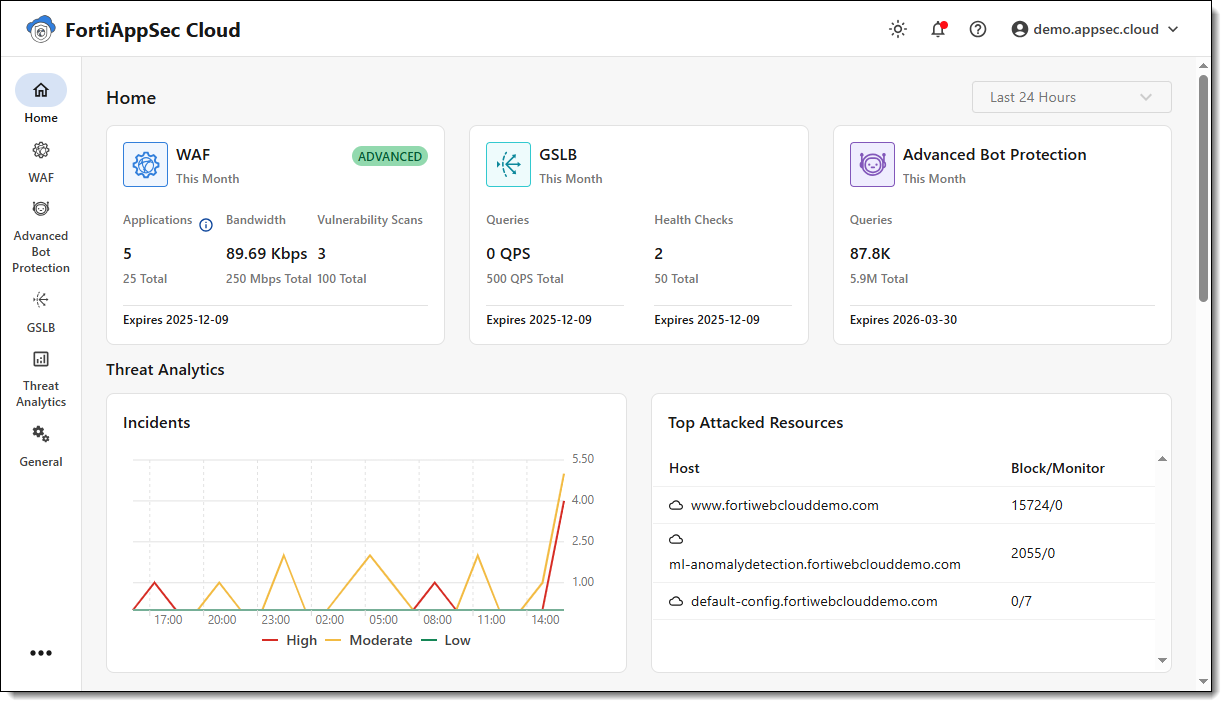 FortiAppSec Cloud
demo.appsec.cloud
Home
WAF
Advanced
Bot
Protection
GSLB
Threat
Analytics
General
Home
Last 24 Hours
WAF
ADVANCED
This Month
Applications
Bandwidth
Vulnerability Scans
5
89.69 Kbps
3
25 Total
250 Mbps Total
100 Total
Expires 2025-12-09
GSLB
This Month
Queries
Health Checks
0 QPS
2
500 QPS Total
50 Total
Expires 2025-12-09
Expires 2025-12-09
Advanced Bot Protection
This Month
Queries
87.8K
5.9M Total
Expires 2026-03-30
Threat Analytics
Incidents
5.50
4.00
2.50
1.00
17:00 20:00 23:00 02:00 05:00 08:00 11:00 14:00
High Moderate Low
Top Attacked Resources
Host Block/Monitor
www.fortiwebclouddemo.com 15724/0
ml-anomalydetection.fortiwebclouddemo.com 2055/0
default-config.fortiwebclouddemo.com 0/7